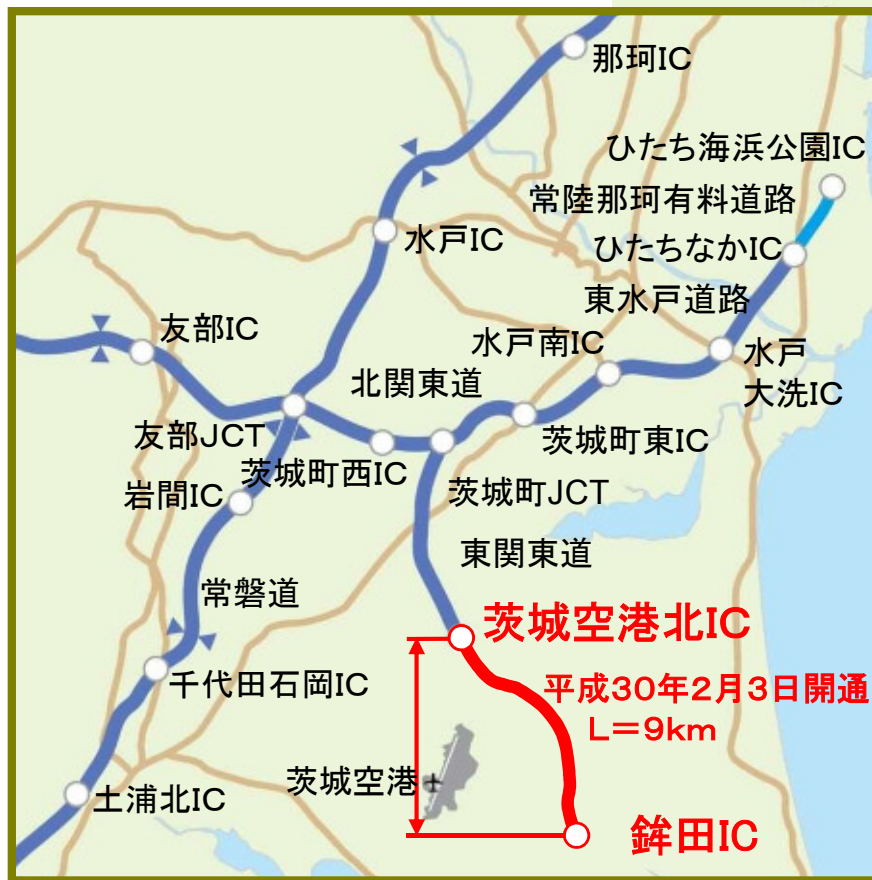 那珂IC
ひたち海浜公園IC
常陸那珂有料道路
水戸IC
ひたちなかIC
東水戸道路
友部IC
水戸南IC
水戸
大洗IC
北関東道
友部JCT
茨城町東IC
茨城町西IC
岩間IC
茨城町JCT
東関東道
常磐道
茨城空港北IC
千代田石岡IC
平成30年2月3日開通
L=9km
茨城空港
土浦北IC
鉾田IC